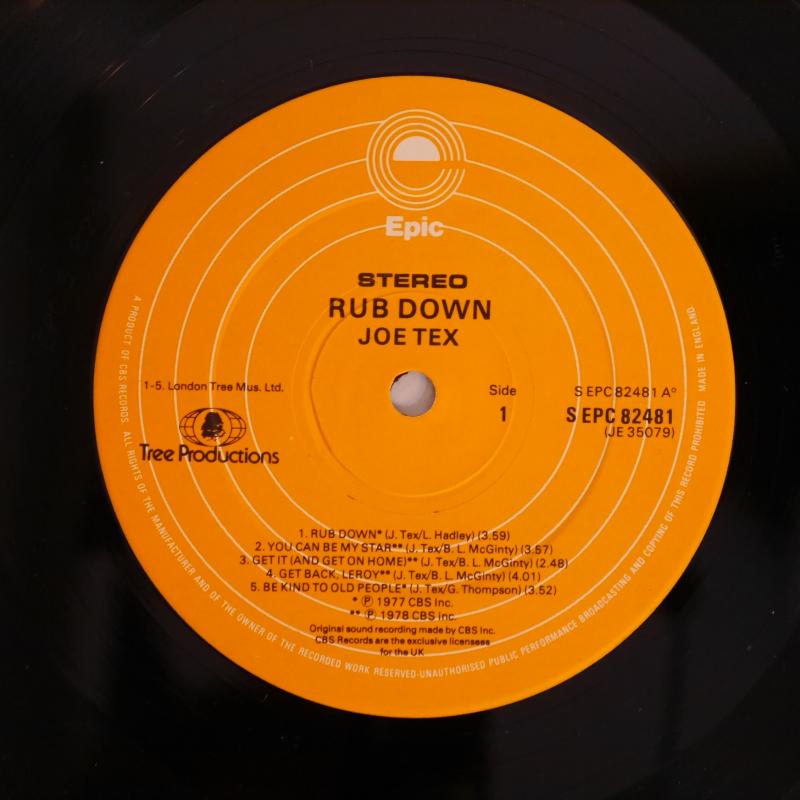 Epic
STEREO
RUB DOWN
JOE TEX
1-5. London Tree Mus. Ltd.
Tree Productions
Side
1
S EPC 82481 A°
S EPC 82481
(JE 35079)
1. RUB DOWN* (J. Tex/L. Hadley) (3.59)
2. YOU CAN BE MY STAR** (J. Tex/B. L. McGinty) (3.57)
3. GET IT (AND GET ON HOME)** (J. Tex/B. L. McGinty) (2.48)
4. GET BACK, LEROY** (J. Tex/B. L. McGinty) (4.01)
5. BE KIND TO OLD PEOPLE* (J. Tex/G. Thompson) (3.52)
* ℗ 1977 CBS Inc.
** ℗ 1978 CBS Inc.
Original sound recording made by CBS Inc.
CBS Records are the exclusive licensees
for the UK
A PRODUCT OF CBS RECORDS. ALL RIGHTS OF THE MANUFACTURER AND OF THE OWNER OF THE RECORDED WORK RESERVED-UNAUTHORISED PUBLIC PERFORMANCE BROADCASTING AND COPYING OF THIS RECORD PROHIBITED MADE IN ENGLAND